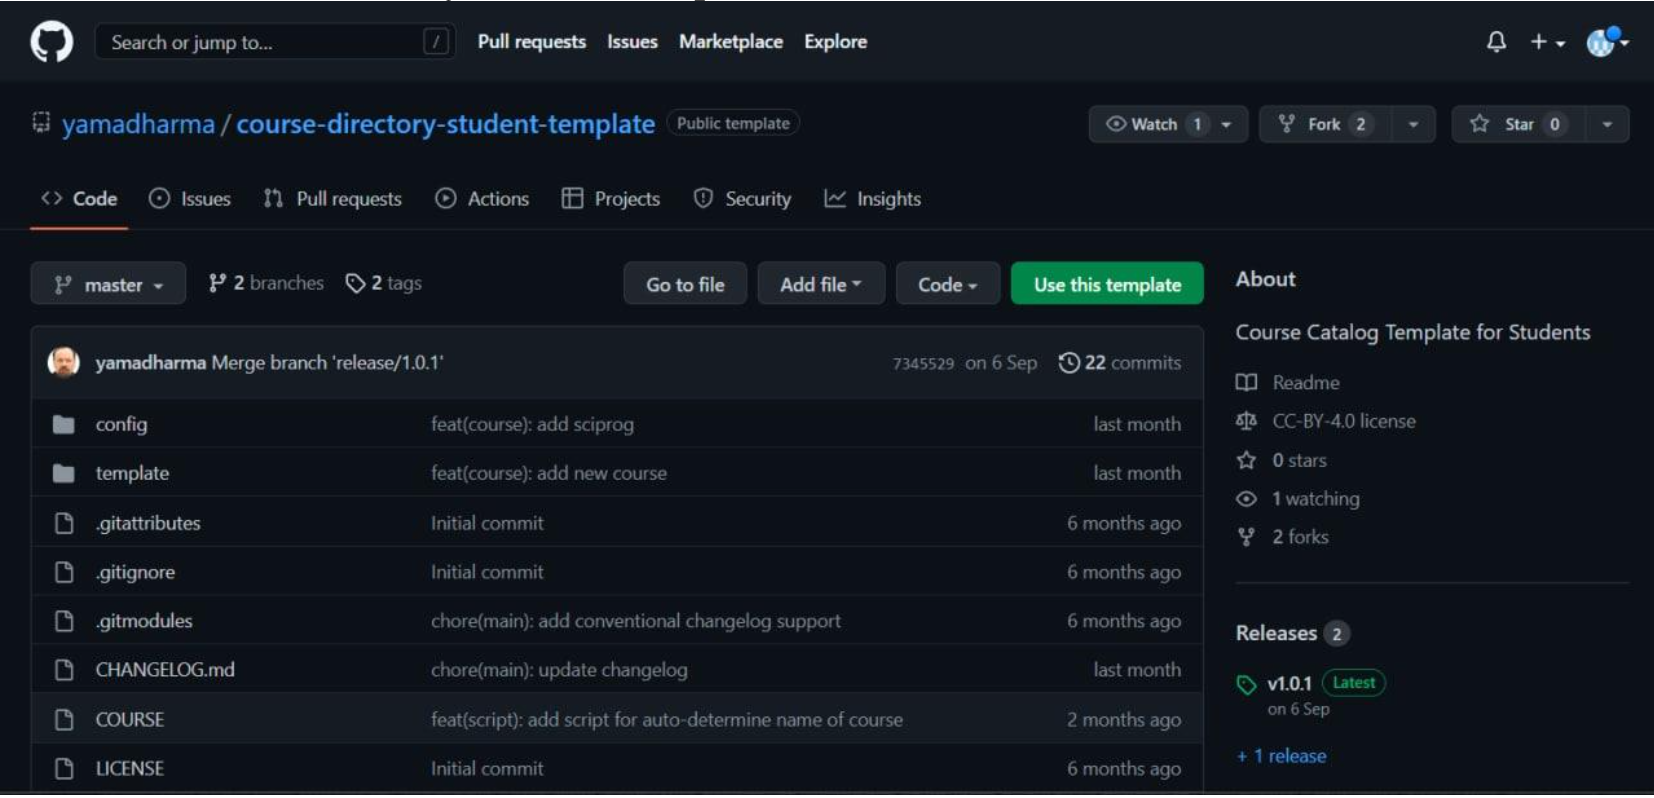 Search or jump to... / Pull requests Issues Marketplace Explore
yamadharma / course-directory-student-template Public template Watch 1 Fork 2 Star 0
Code Issues Pull requests Actions Projects Security Insights
master 2 branches 2 tags Go to file Add file Code Use this template
yamadharma Merge branch 'release/1.0.1' 7345529 on 6 Sep 22 commits
config feat(course): add sciprog last month
template feat(course): add new course last month
.gitattributes Initial commit 6 months ago
.gitignore Initial commit 6 months ago
.gitmodules chore(main): add conventional changelog support 6 months ago
CHANGELOG.md chore(main): update changelog last month
COURSE feat(script): add script for auto-determine name of course 2 months ago
LICENSE Initial commit 6 months ago
About
Course Catalog Template for Students
Readme
CC-BY-4.0 license
0 stars
1 watching
2 forks
Releases 2
v1.0.1 Latest
on 6 Sep
+ 1 release